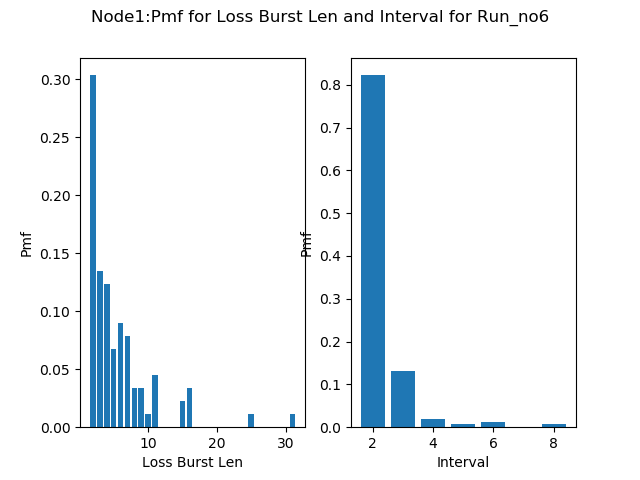 Node1:Pmf for Loss Burst Len and Interval for Run_no6
Pmf
0.30
0.25
0.20
0.15
0.10
0.05
0.00
10 20 30
Loss Burst Len
Pmf
0.8
0.7
0.6
0.5
0.4
0.3
0.2
0.1
0.0
2 4 6 8
Interval